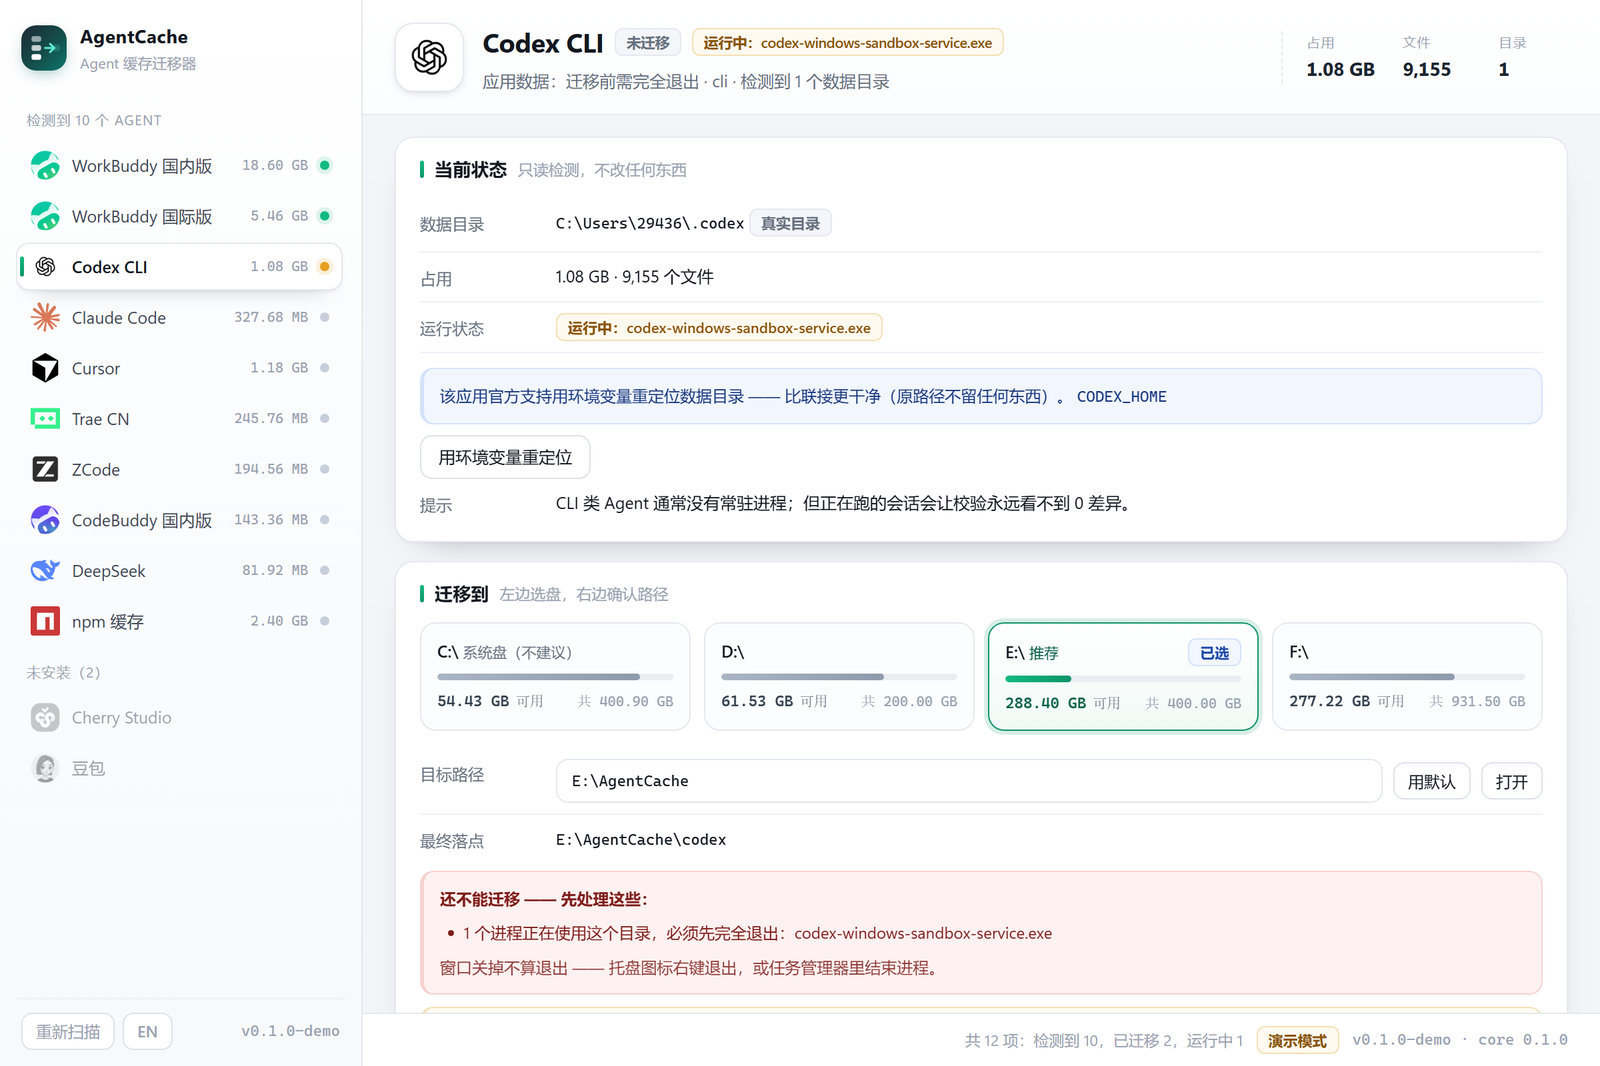 AgentCache
Agent 缓存迁移器
检测到 10 个 AGENT
WorkBuddy 国内版 18.60 GB
WorkBuddy 国际版 5.46 GB
Codex CLI 1.08 GB
Claude Code 327.68 MB
Cursor 1.18 GB
Trae CN 245.76 MB
ZCode 194.56 MB
CodeBuddy 国内版 143.36 MB
DeepSeek 81.92 MB
npm 缓存 2.40 GB
未安装（2）
Cherry Studio
豆包
重新扫描 EN v0.1.0-demo
Codex CLI 未迁移 运行中：codex-windows-sandbox-service.exe
应用数据：迁移前需完全退出 · cli · 检测到 1 个数据目录
占用 文件 目录
1.08 GB 9,155 1
当前状态 只读检测，不改任何东西
数据目录 C:\Users\29436\.codex 真实目录
占用 1.08 GB · 9,155 个文件
运行状态 运行中：codex-windows-sandbox-service.exe
该应用官方支持用环境变量重定位数据目录 —— 比联接更干净（原路径不留任何东西）。 CODEX_HOME
用环境变量重定位
提示 CLI 类 Agent 通常没有常驻进程；但正在跑的会话会让校验永远看不到 0 差异。
迁移到 左边选盘，右边确认路径
C:\ 系统盘（不建议）
54.43 GB 可用 共 400.90 GB
D:\
61.53 GB 可用 共 200.00 GB
E:\ 推荐 已选
288.40 GB 可用 共 400.00 GB
F:\
277.22 GB 可用 共 931.50 GB
目标路径 E:\AgentCache 用默认 打开
最终落点 E:\AgentCache\codex
还不能迁移 —— 先处理这些：
• 1 个进程正在使用这个目录，必须先完全退出：codex-windows-sandbox-service.exe
窗口关掉不算退出 —— 托盘图标右键退出，或任务管理器里结束进程。
共 12 项：检测到 10，已迁移 2，运行中 1 演示模式 v0.1.0-demo · core 0.1.0